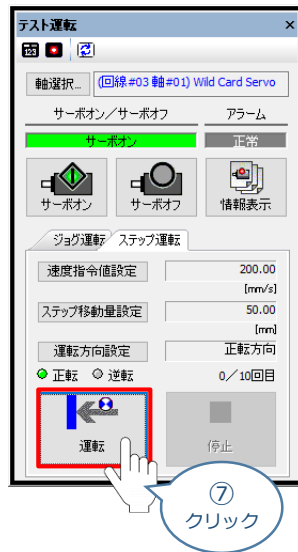 テスト運転
×
123
軸選択... (回線#03 軸#01) Wild Card Servo
サーボオン/サーボオフ アラーム
サーボオン 正常
サーボオン サーボオフ 情報表示
ジョグ運転 ステップ運転
速度指令値設定 200.00
[mm/s]
ステップ移動量設定 50.00
[mm]
運転方向設定 正転方向
正転 逆転 0/10回目
運転 停止
⑦
クリック